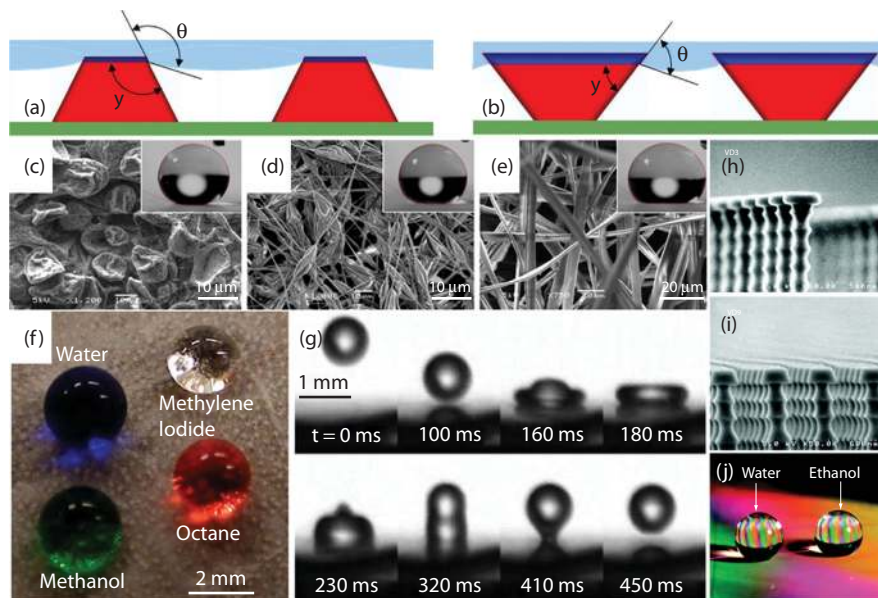 (a)
θ
y
(b)
θ
y
(c)
10 μm
(d)
10 μm
(e)
20 μm
(h)
VD3
(f)
Water
Methylene
Iodide
Octane
Methanol
2 mm
(g)
1 mm
t = 0 ms
100 ms
160 ms
180 ms
230 ms
320 ms
410 ms
450 ms
(i)
(j)
Water
Ethanol